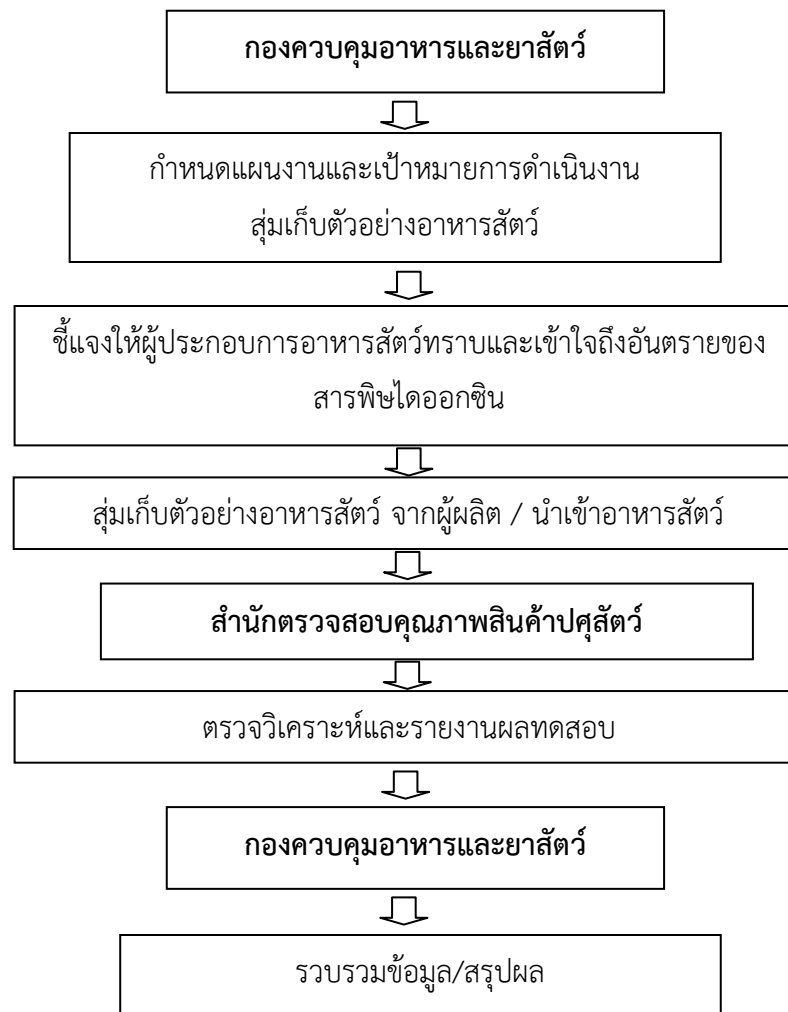 กองควบคุมอาหารและยาสัตว์
กำหนดแผนงานและเป้าหมายการดำเนินงาน
สุ่มเก็บตัวอย่างอาหารสัตว์
ชี้แจงให้ผู้ประกอบการอาหารสัตว์ทราบและเข้าใจถึงอันตรายของ
สารพิษไดออกซิน
สุ่มเก็บตัวอย่างอาหารสัตว์ จากผู้ผลิต / นำเข้าอาหารสัตว์
สำนักตรวจสอบคุณภาพสินค้าปศุสัตว์
ตรวจวิเคราะห์และรายงานผลทดสอบ
กองควบคุมอาหารและยาสัตว์
รวบรวมข้อมูล/สรุปผล